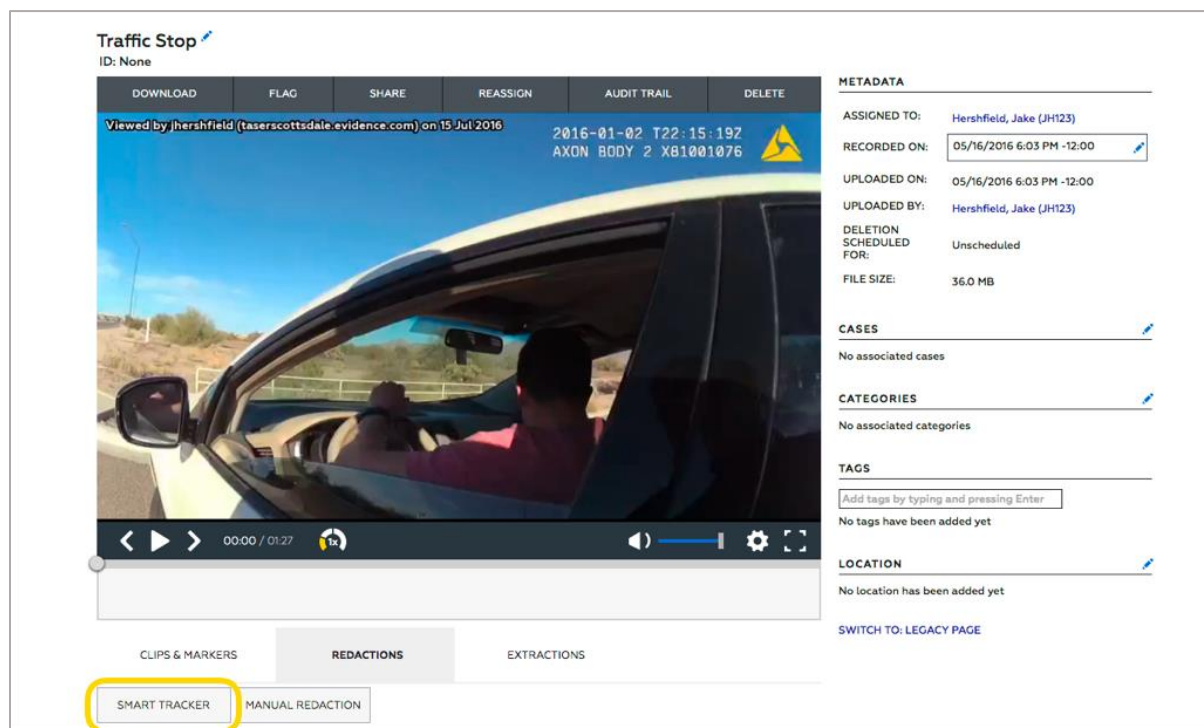 Traffic Stop
ID: None
DOWNLOAD FLAG SHARE REASSIGN AUDIT TRAIL DELETE
Viewed by jhershfield (taserscottsdale.evidence.com) on 15 Jul 2016
2016-01-02 T22:15:19Z
AXON BODY 2 X81001076
00:00 / 01:27
1x
CLIPS & MARKERS REDACTIONS EXTRACTIONS
SMART TRACKER MANUAL REDACTION
METADATA
ASSIGNED TO: Hershfield, Jake (JH123)
RECORDED ON: 05/16/2016 6:03 PM -12:00
UPLOADED ON: 05/16/2016 6:03 PM -12:00
UPLOADED BY: Hershfield, Jake (JH123)
DELETION
SCHEDULED
FOR: Unscheduled
FILE SIZE: 36.0 MB
CASES
No associated cases
CATEGORIES
No associated categories
TAGS
Add tags by typing and pressing Enter
No tags have been added yet
LOCATION
No location has been added yet
SWITCH TO: LEGACY PAGE